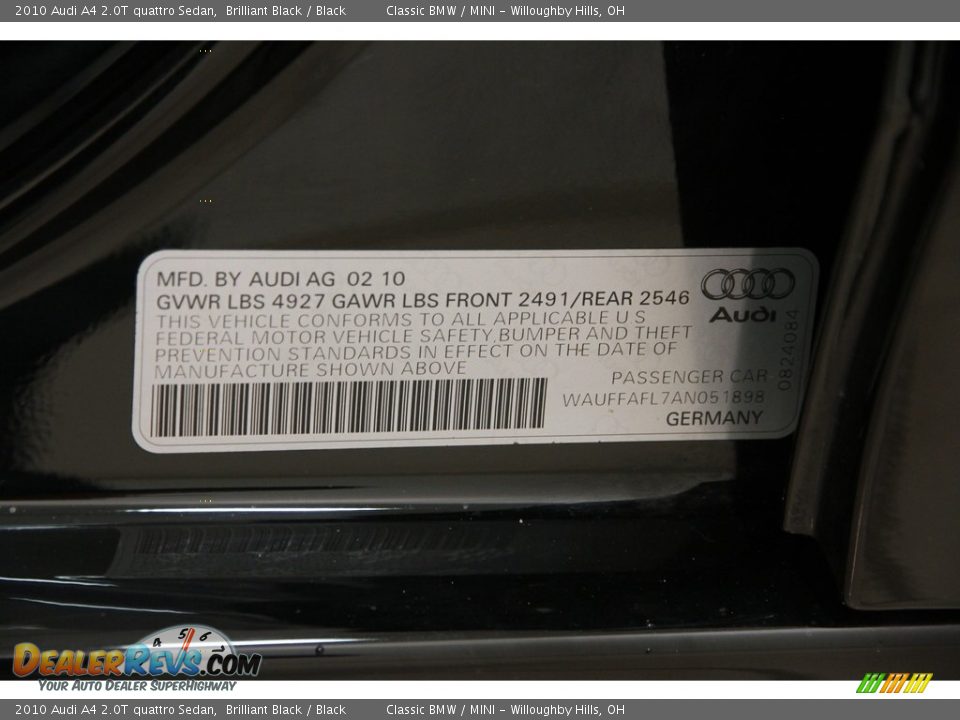 2010 Audi A4 2.0T quattro Sedan, Brilliant Black / Black Classic BMW / MINI - Willoughby Hills, OH
MFD. BY AUDI AG 02 10
GVWR LBS 4927 GAWR LBS FRONT 2491/REAR 2546
THIS VEHICLE CONFORMS TO ALL APPLICABLE U S
FEDERAL MOTOR VEHICLE SAFETY, BUMPER AND THEFT
PREVENTION STANDARDS IN EFFECT ON THE DATE OF
MANUFACTURE SHOWN ABOVE
Audi
0824084
PASSENGER CAR
WAUFFAFL7AN051898
GERMANY
4 5 6 7
DealerRevs.com
Your Auto Dealer SuperHighway
2010 Audi A4 2.0T quattro Sedan, Brilliant Black / Black Classic BMW / MINI - Willoughby Hills, OH